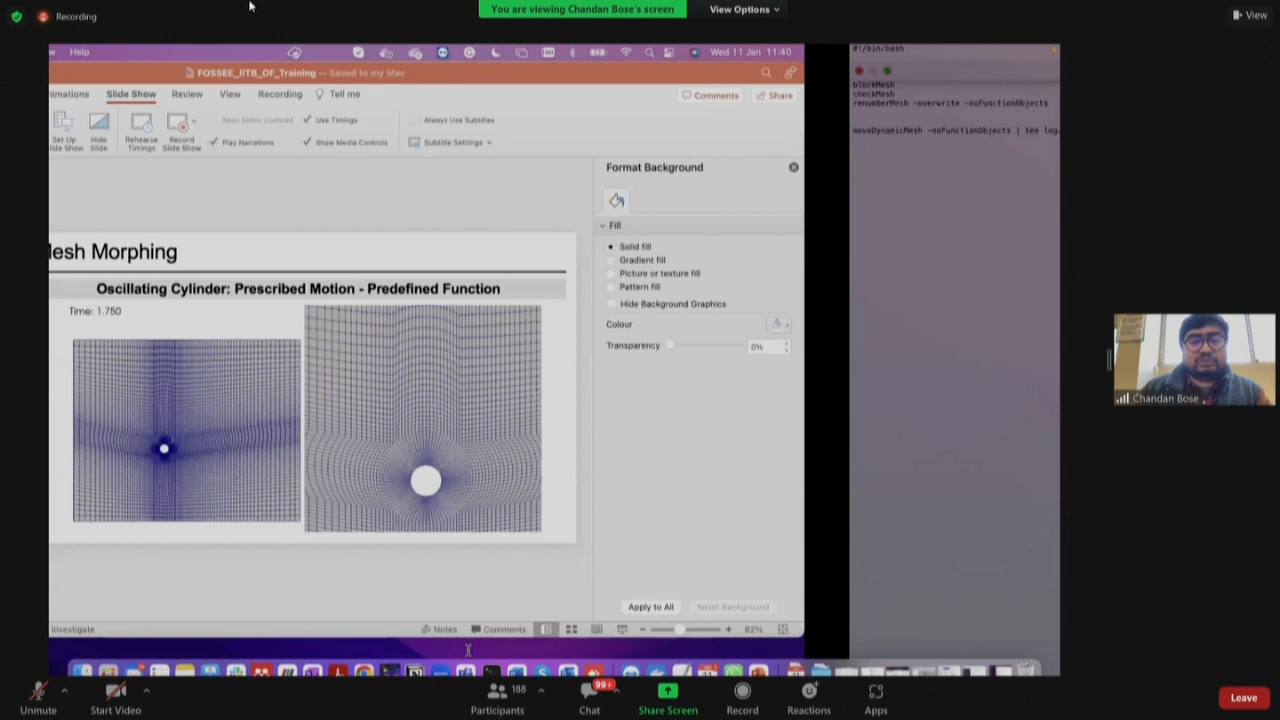 Recording
You are viewing Chandan Bose's screen
View Options
View
Help
Wed 11 Jan 11:40
FOSSEE_IITB_OF_Training — Saved to my Mac
nimations
Slide Show
Review
View
Recording
Tell me
Comments
Share
Set Up
Slide Show
Hide
Slide
Rehearse
Timings
Record
Slide Show
Keep Slides Updated
Use Timings
Play Narrations
Show Media Controls
Always Use Subtitles
Subtitle Settings
Format Background
Fill
Solid fill
Gradient fill
Picture or texture fill
Pattern fill
Hide Background Graphics
Colour
Transparency
0%
Apply to All
Reset Background
Mesh Morphing
Oscillating Cylinder: Prescribed Motion - Predefined Function
Time: 1.750
Investigate
Notes
Comments
82%
#!/bin/bash
blockMesh
checkMesh
renumberMesh -overwrite -noFunctionObjects
moveDynamicMesh -noFunctionObjects | tee log.
Chandan Bose
Unmute
Start Video
188
Participants
99+
Chat
Share Screen
Record
Reactions
Apps
Leave